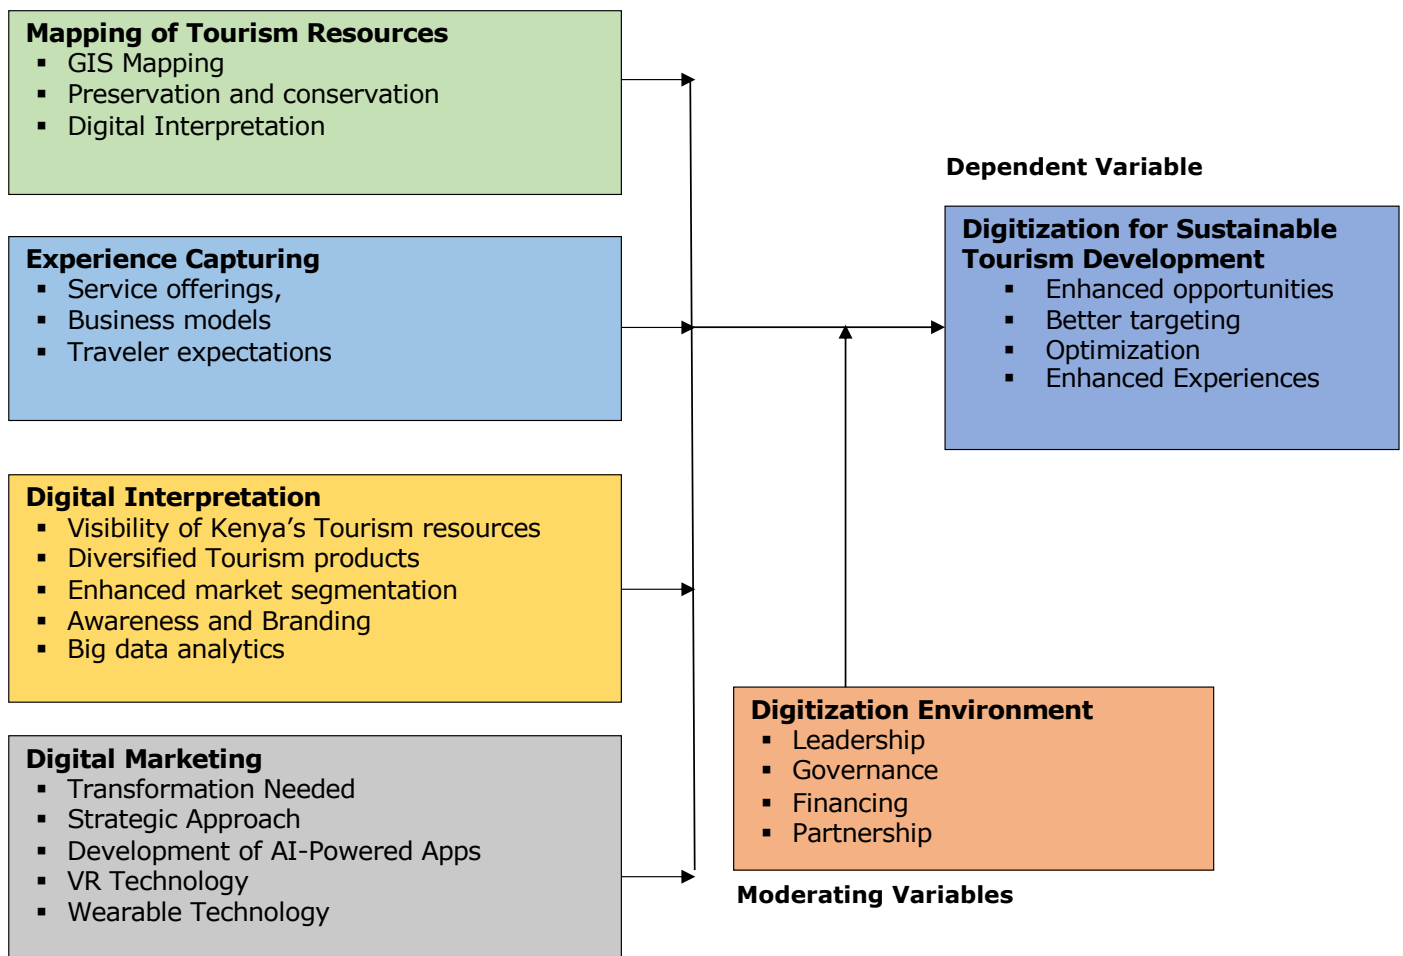 Mapping of Tourism Resources
▪ GIS Mapping
▪ Preservation and conservation
▪ Digital Interpretation
Experience Capturing
▪ Service offerings,
▪ Business models
▪ Traveler expectations
Digital Interpretation
▪ Visibility of Kenya’s Tourism resources
▪ Diversified Tourism products
▪ Enhanced market segmentation
▪ Awareness and Branding
▪ Big data analytics
Digital Marketing
▪ Transformation Needed
▪ Strategic Approach
▪ Development of AI-Powered Apps
▪ VR Technology
▪ Wearable Technology
Dependent Variable
Digitization for Sustainable
Tourism Development
▪ Enhanced opportunities
▪ Better targeting
▪ Optimization
▪ Enhanced Experiences
Digitization Environment
▪ Leadership
▪ Governance
▪ Financing
▪ Partnership
Moderating Variables